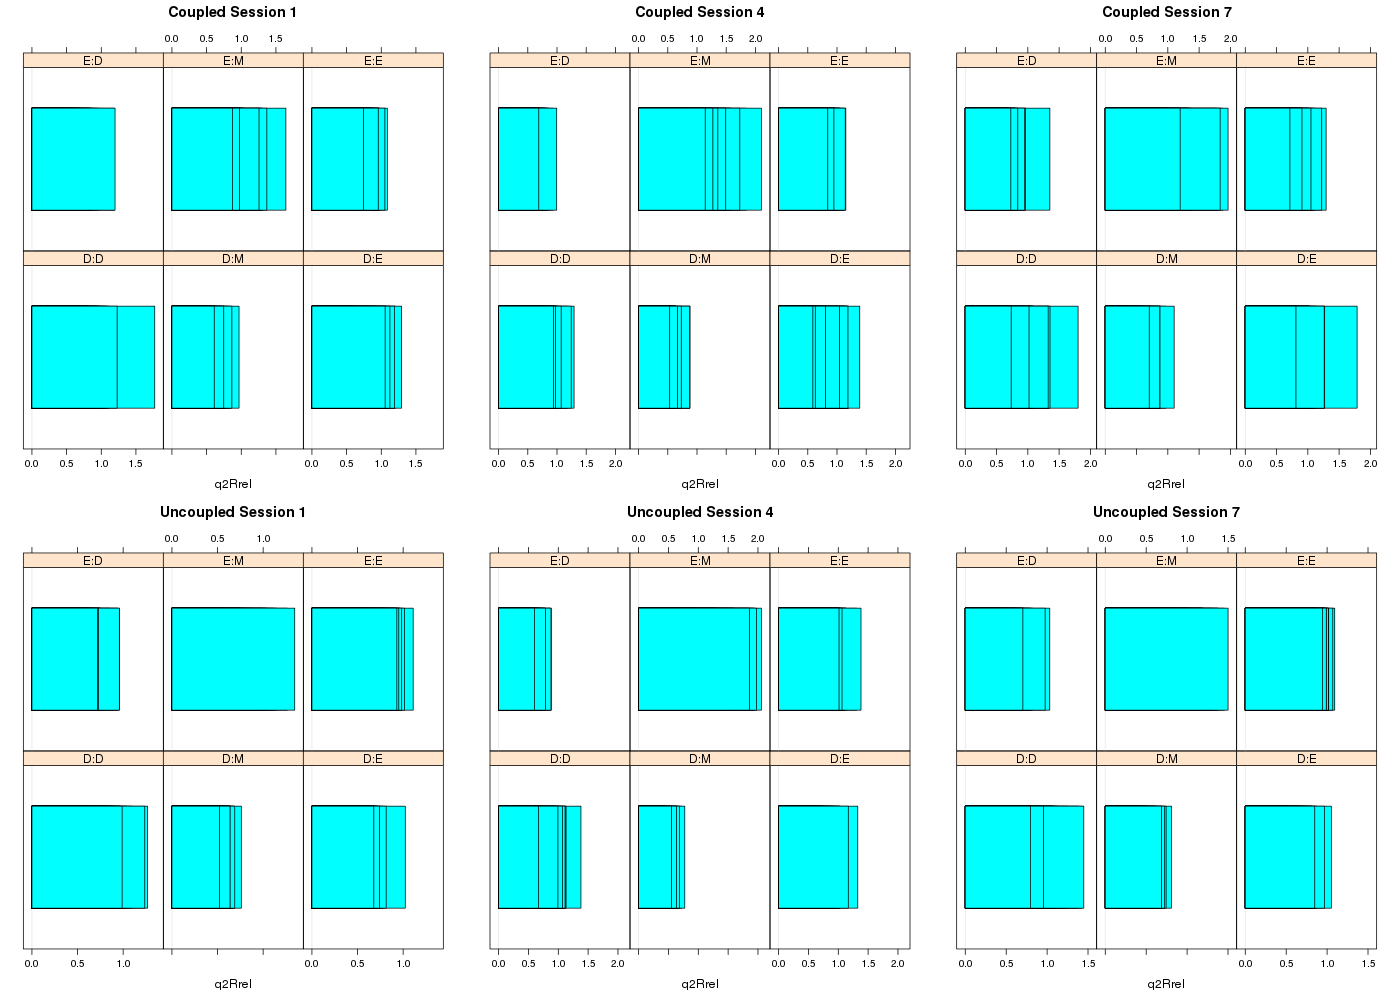 Coupled Session 1 Coupled Session 4 Coupled Session 7
0.0 0.5 1.0 1.5 0.0 0.5 1.0 1.5 2.0 0.0 0.5 1.0 1.5 2.0
E:D E:M E:E E:D E:M E:E E:D E:M E:E
D:D D:M D:E D:D D:M D:E D:D D:M D:E
0.0 0.5 1.0 1.5 0.0 0.5 1.0 1.5 0.0 0.5 1.0 1.5 2.0 0.0 0.5 1.0 1.5 2.0 0.0 0.5 1.0 1.5 2.0 0.0 0.5 1.0 1.5 2.0
q2Rrel q2Rrel q2Rrel
Uncoupled Session 1 Uncoupled Session 4 Uncoupled Session 7
0.0 0.5 1.0 0.0 0.5 1.0 1.5 2.0 0.0 0.5 1.0 1.5
E:D E:M E:E E:D E:M E:E E:D E:M E:E
D:D D:M D:E D:D D:M D:E D:D D:M D:E
0.0 0.5 1.0 0.0 0.5 1.0 0.0 0.5 1.0 1.5 2.0 0.0 0.5 1.0 1.5 2.0 0.0 0.5 1.0 1.5 0.0 0.5 1.0 1.5
q2Rrel q2Rrel q2Rrel